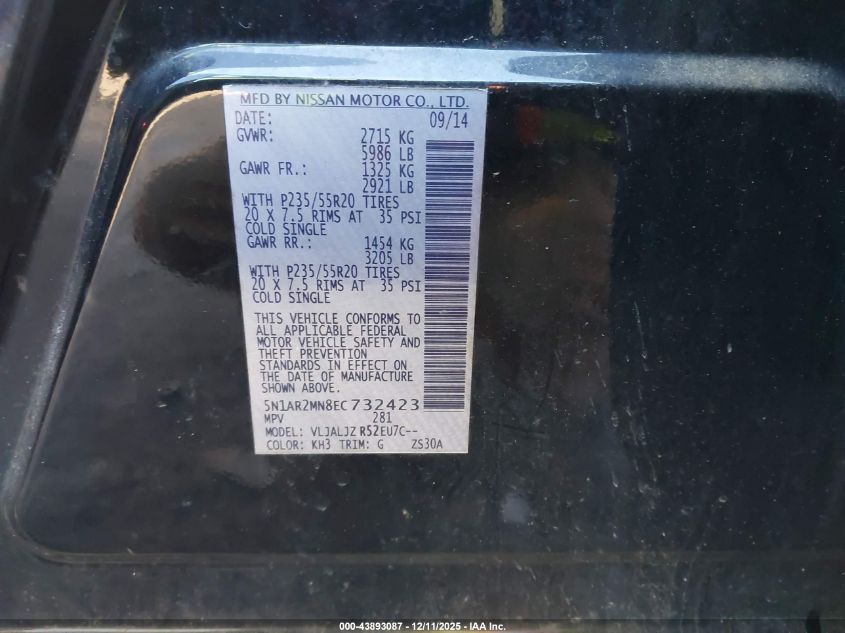 MFD BY NISSAN MOTOR CO., LTD.
DATE: 09/14
GVWR: 2715 KG
5986 LB
GAWR FR.: 1325 KG
2921 LB
WITH P235/55R20 TIRES
20 X 7.5 RIMS AT 35 PSI
COLD SINGLE
GAWR RR.: 1454 KG
3205 LB
WITH P235/55R20 TIRES
20 X 7.5 RIMS AT 35 PSI
COLD SINGLE
THIS VEHICLE CONFORMS TO
ALL APPLICABLE FEDERAL
MOTOR VEHICLE SAFETY AND
THEFT PREVENTION
STANDARDS IN EFFECT ON
THE DATE OF MANUFACTURE
SHOWN ABOVE.
5N1AR2MN8EC732423
MPV 281
MODEL: VLJALJZ R52EU7C--
COLOR: KH3 TRIM: G ZS30A
000-43893087 - 12/11/2025 - IAA Inc.